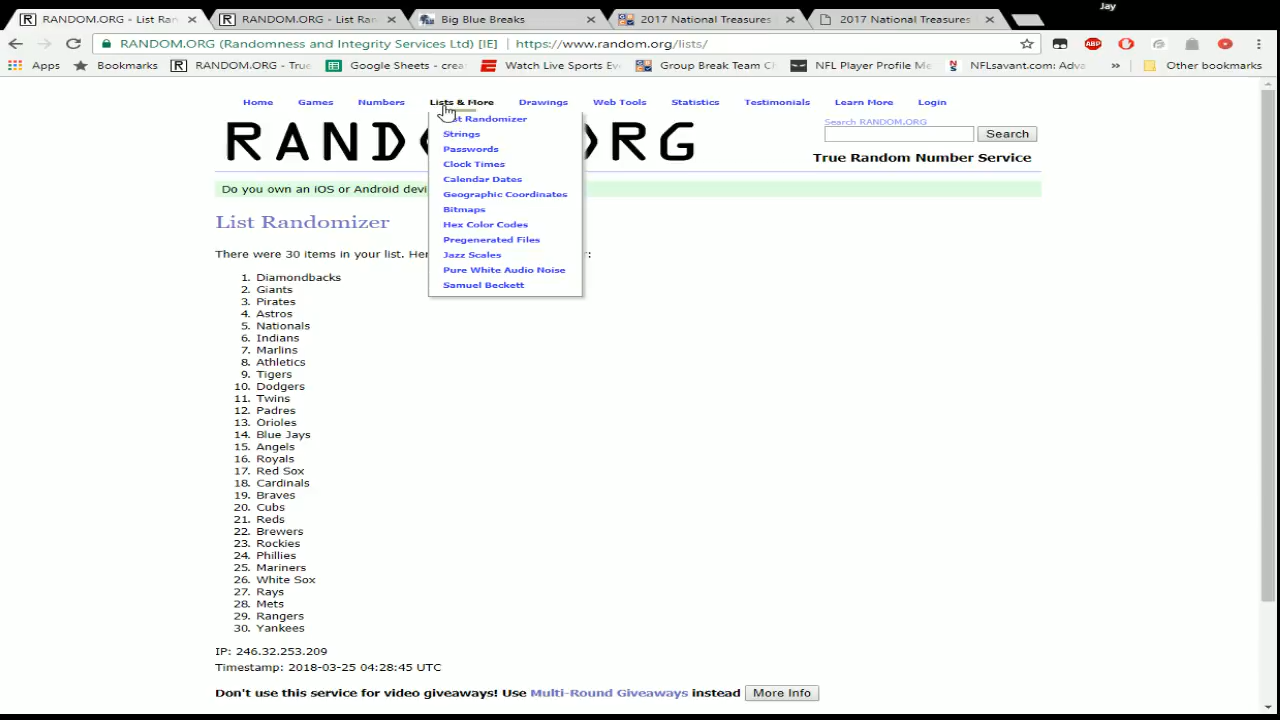 Jay
RANDOM.ORG - List Ran
RANDOM.ORG - List Ran
Big Blue Breaks
2017 National Treasures
2017 National Treasures
RANDOM.ORG (Randomness and Integrity Services Ltd) [IE] | https://www.random.org/lists/
Apps Bookmarks RANDOM.ORG - True Google Sheets - crea Watch Live Sports Ev Group Break Team Ch NFL Player Profile Me NFLsavant.com: Adva » Other bookmarks
Home Games Numbers Lists & More Drawings Web Tools Statistics Testimonials Learn More Login
Randomizer
Strings
Passwords
Clock Times
Calendar Dates
Geographic Coordinates
Bitmaps
Hex Color Codes
Pregenerated Files
Jazz Scales
Pure White Audio Noise
Samuel Beckett
RAND RG
Search RANDOM.ORG
Search
True Random Number Service
Do you own an iOS or Android devi
List Randomizer
There were 30 items in your list. Her :
1. Diamondbacks
2. Giants
3. Pirates
4. Astros
5. Nationals
6. Indians
7. Marlins
8. Athletics
9. Tigers
10. Dodgers
11. Twins
12. Padres
13. Orioles
14. Blue Jays
15. Angels
16. Royals
17. Red Sox
18. Cardinals
19. Braves
20. Cubs
21. Reds
22. Brewers
23. Rockies
24. Phillies
25. Mariners
26. White Sox
27. Rays
28. Mets
29. Rangers
30. Yankees
IP: 246.32.253.209
Timestamp: 2018-03-25 04:28:45 UTC
Don't use this service for video giveaways! Use Multi-Round Giveaways instead More Info